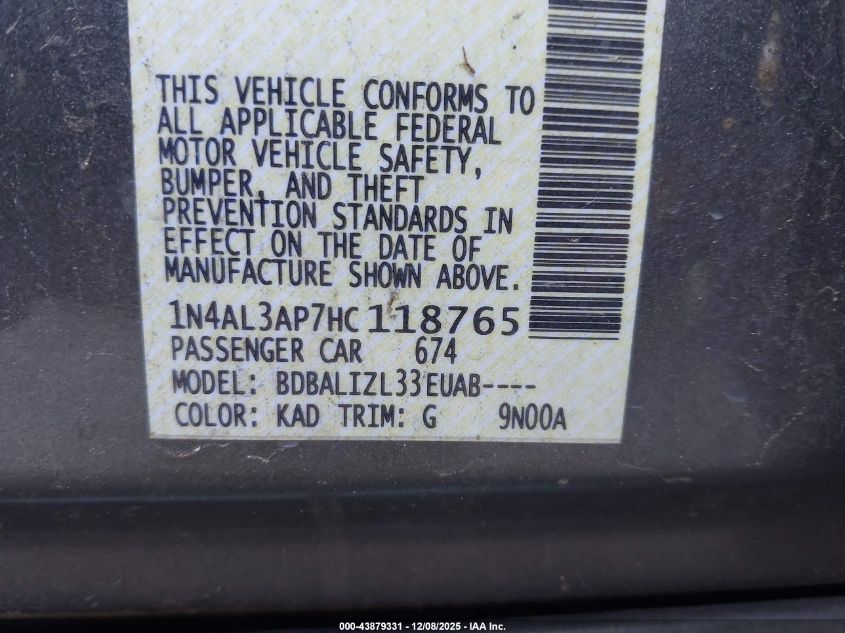 THIS VEHICLE CONFORMS TO
ALL APPLICABLE FEDERAL
MOTOR VEHICLE SAFETY,
BUMPER, AND THEFT
PREVENTION STANDARDS IN
EFFECT ON THE DATE OF
MANUFACTURE SHOWN ABOVE.
1N4AL3AP7HC118765
PASSENGER CAR 674
MODEL: BDBALIZL33EUAB----
COLOR: KAD TRIM: G 9N00A
000-43879331 - 12/08/2025 - IAA Inc.